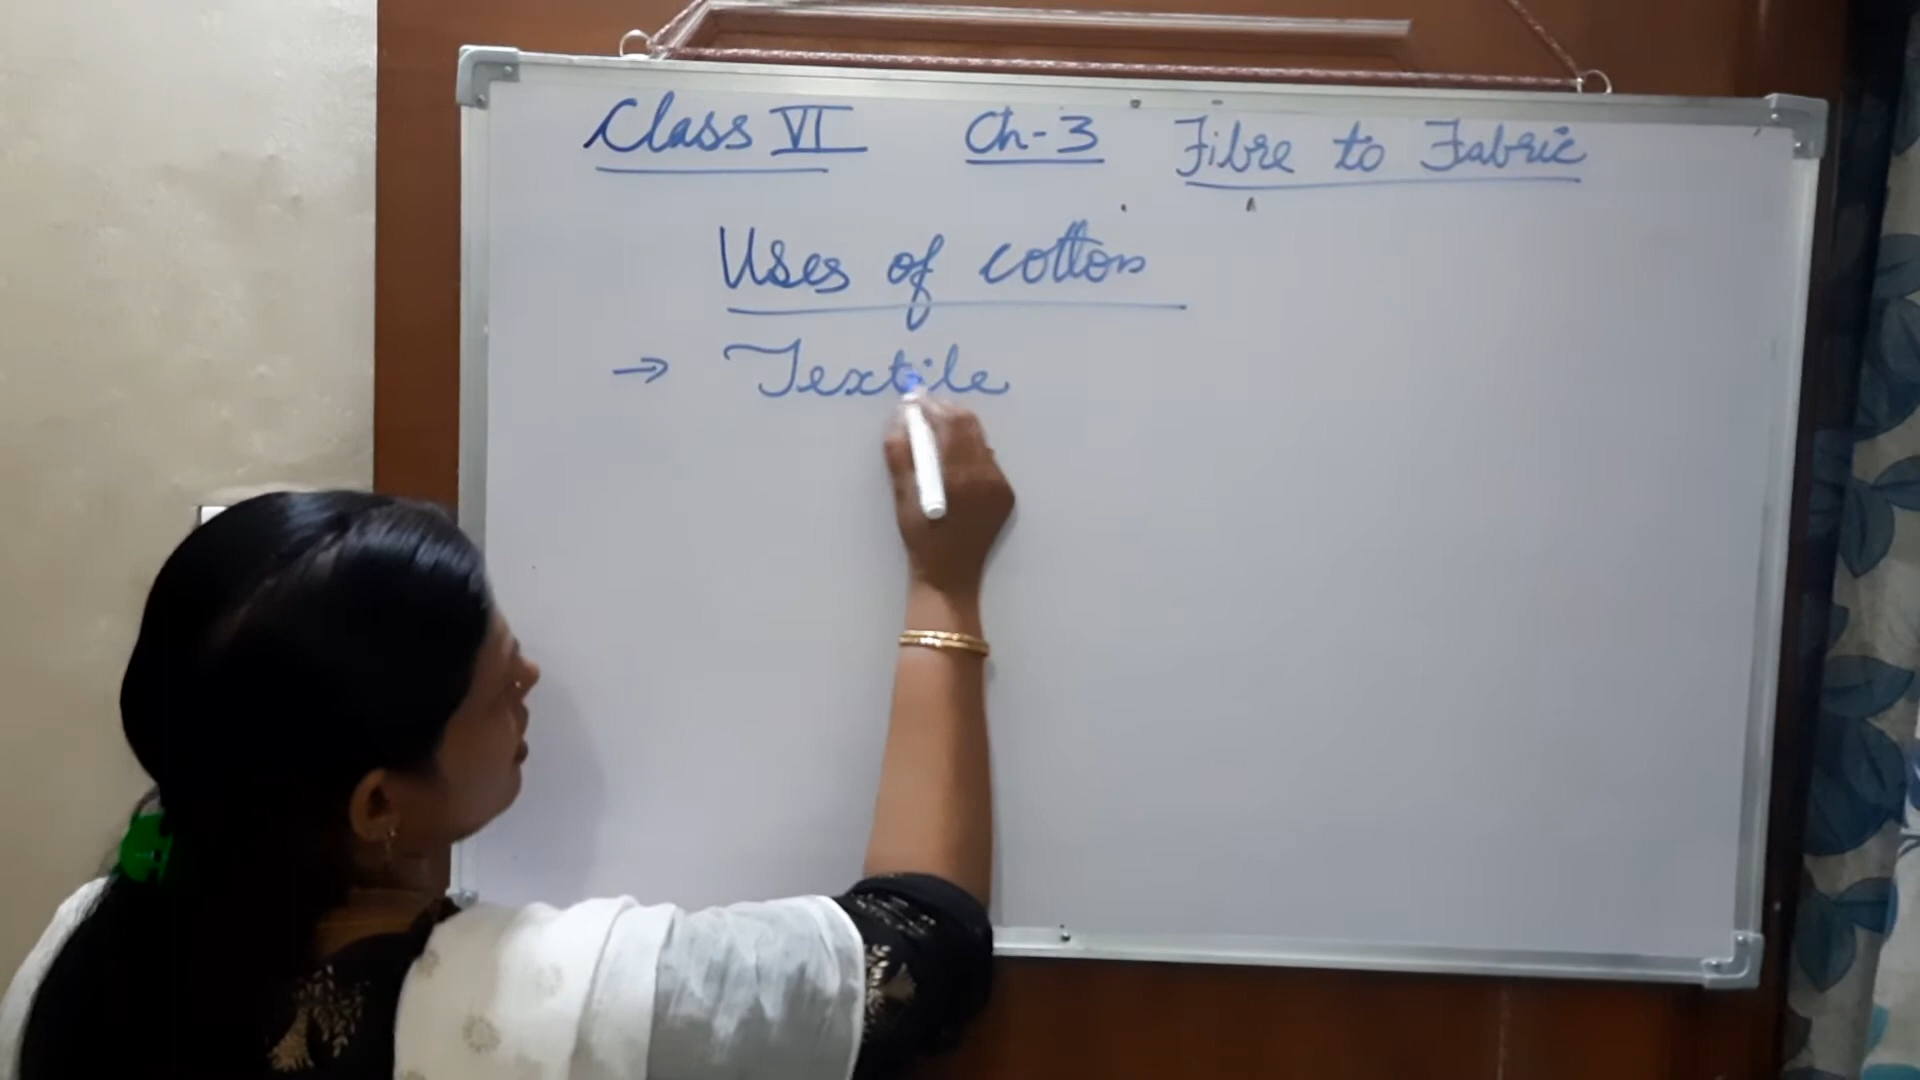 Class VI Ch-3 Fibre to Fabric
Uses of cotton
→ Textile